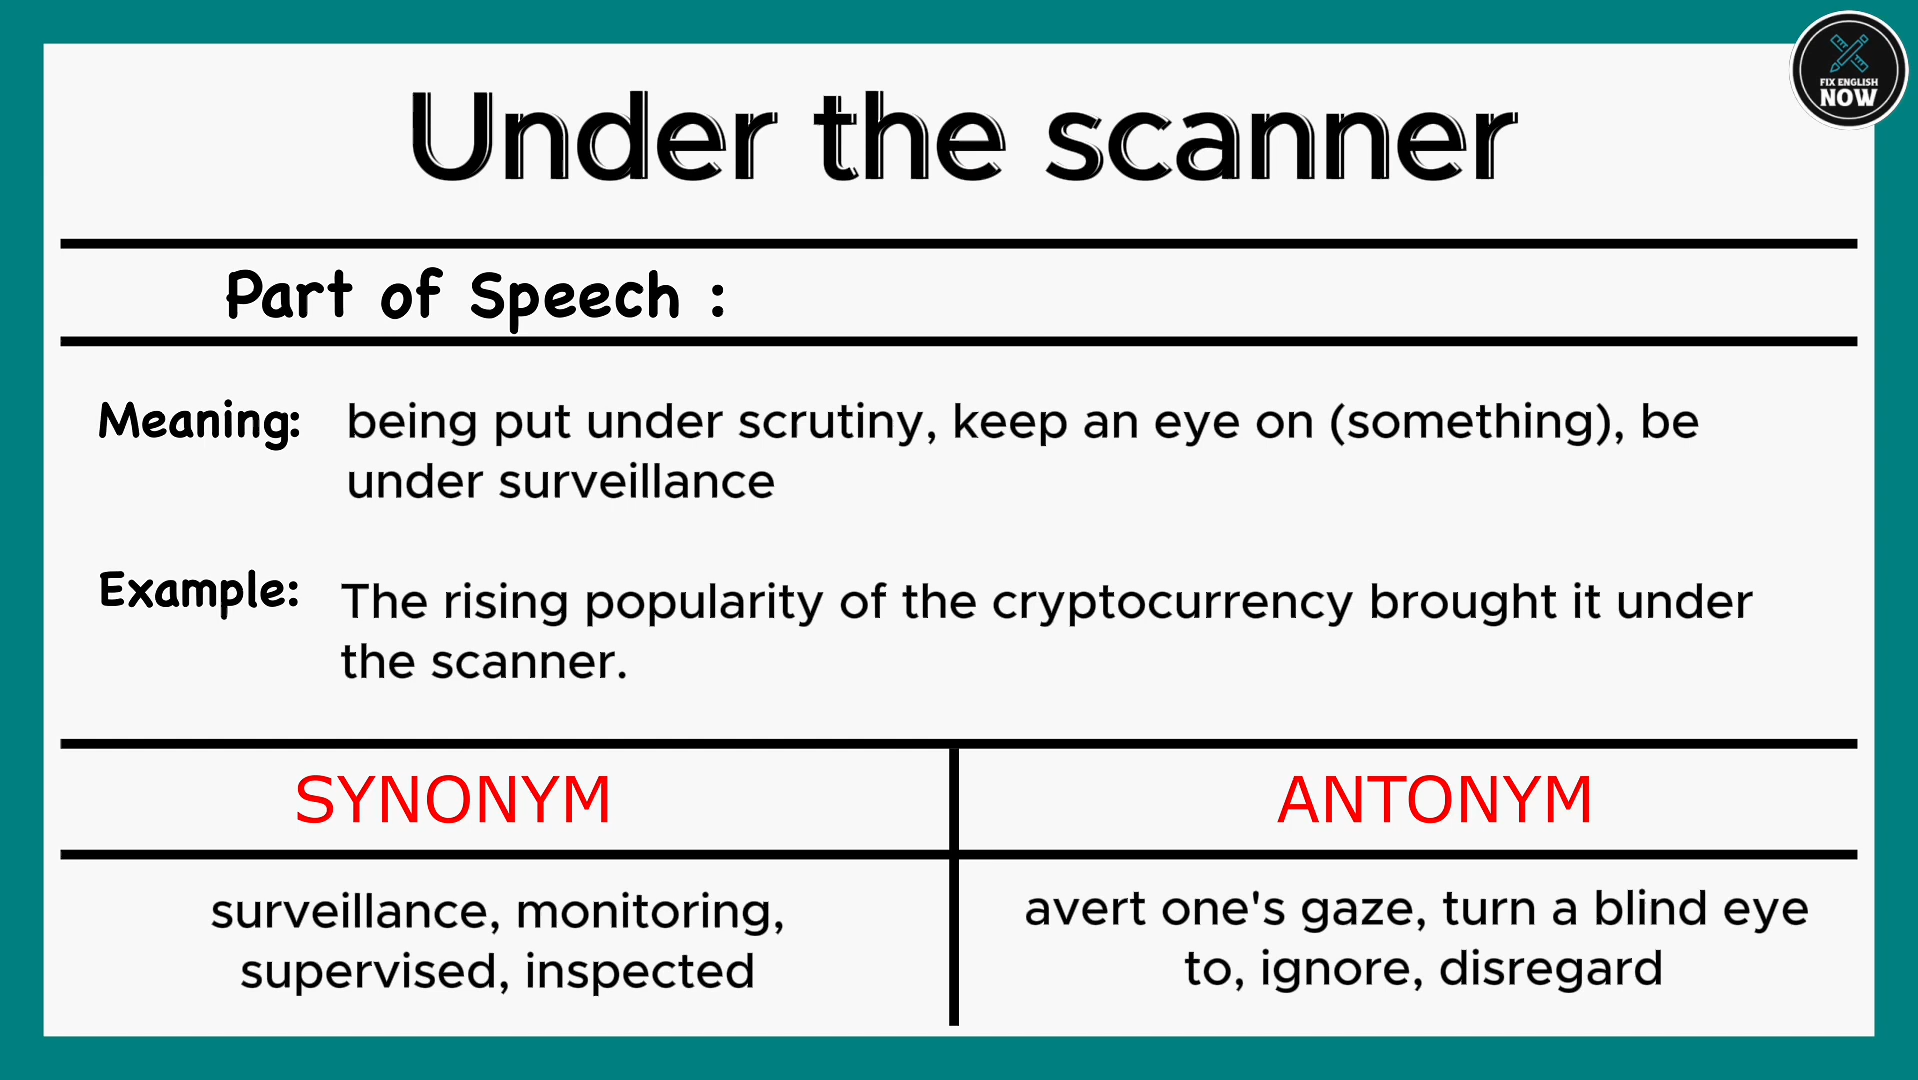 FIX ENGLISH
NOW
Under the scanner
Part of Speech :
Meaning: being put under scrutiny, keep an eye on (something), be
under surveillance
Example: The rising popularity of the cryptocurrency brought it under
the scanner.
SYNONYM
ANTONYM
surveillance, monitoring,
supervised, inspected
avert one's gaze, turn a blind eye
to, ignore, disregard